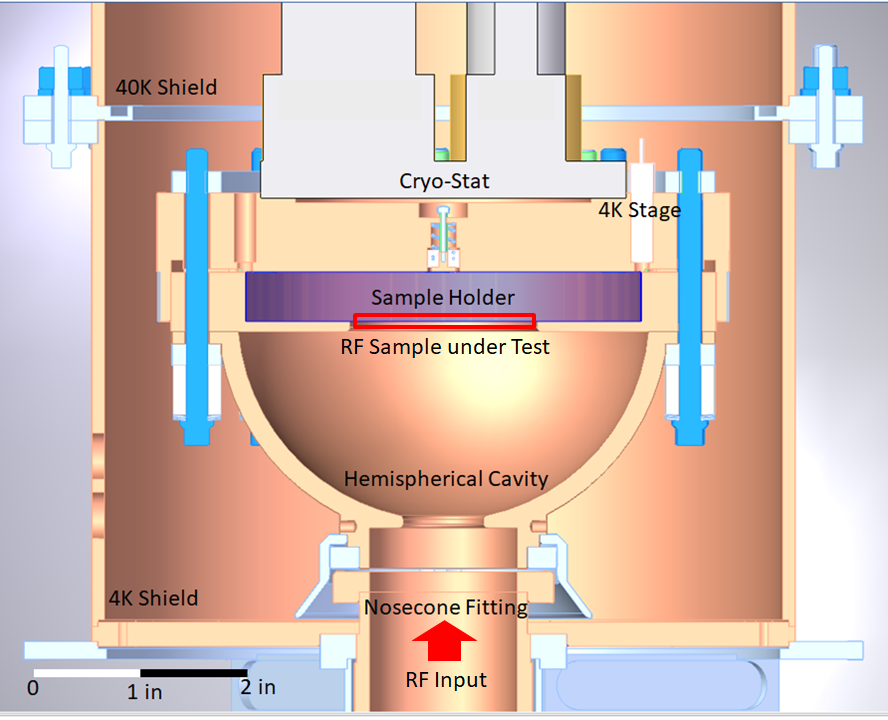 40K Shield
Cryo-Stat
4K Stage
Sample Holder
RF Sample under Test
Hemispherical Cavity
4K Shield
Nosecone Fitting
RF Input
0
1 in
2 in